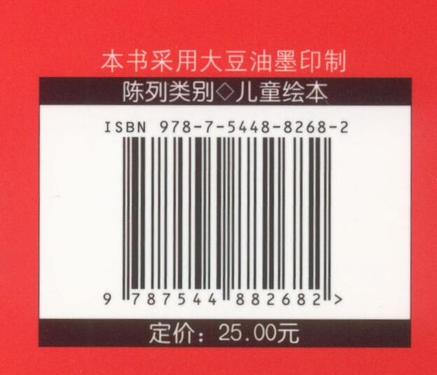 本书采用大豆油墨印制
陈列类别◇儿童绘本
ISBN 978-7-5448-8268-2
9 787544 882682 >
定价：25.00元